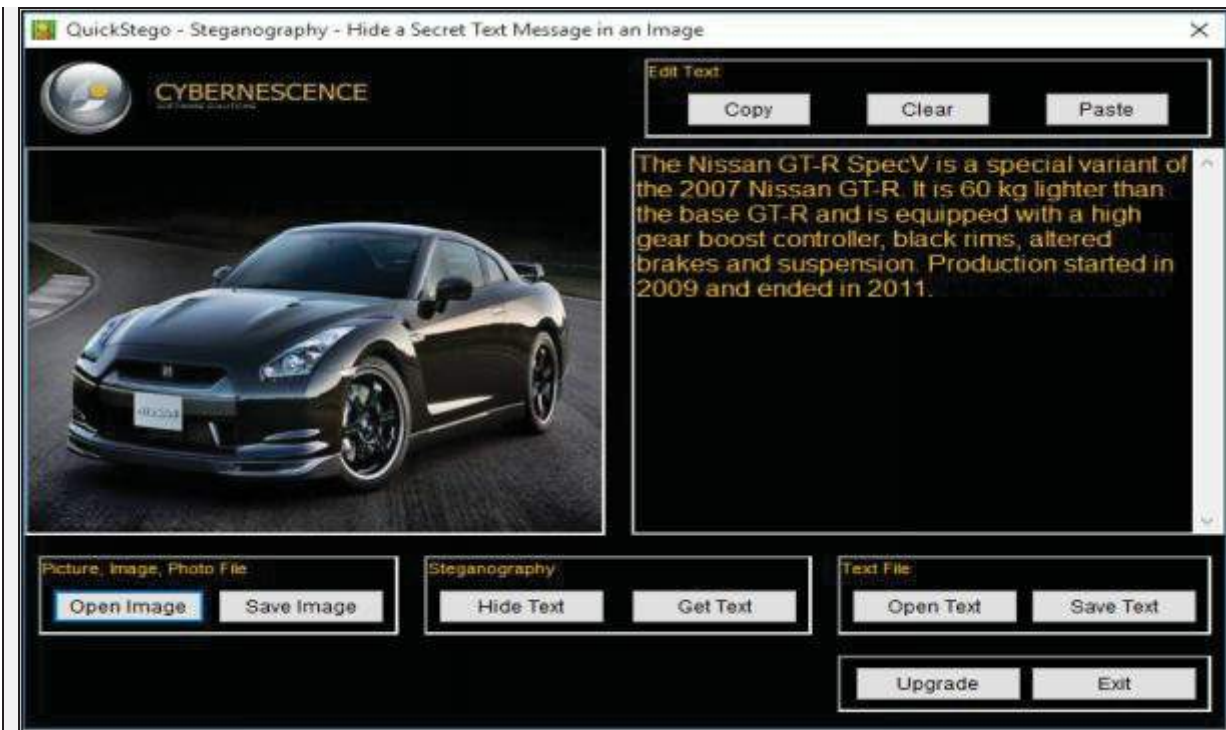 QuickStego - Steganography - Hide a Secret Text Message in an Image
CYBERNESCENCE
SOFTWARE SOLUTIONS
Edit Text
Copy Clear Paste
The Nissan GT-R SpecV is a special variant of
the 2007 Nissan GT-R. It is 60 kg lighter than
the base GT-R and is equipped with a high
gear boost controller, black rims, altered
brakes and suspension. Production started in
2009 and ended in 2011.
Picture, Image, Photo File
Open Image Save Image
Steganography
Hide Text Get Text
Text File
Open Text Save Text
Upgrade Exit